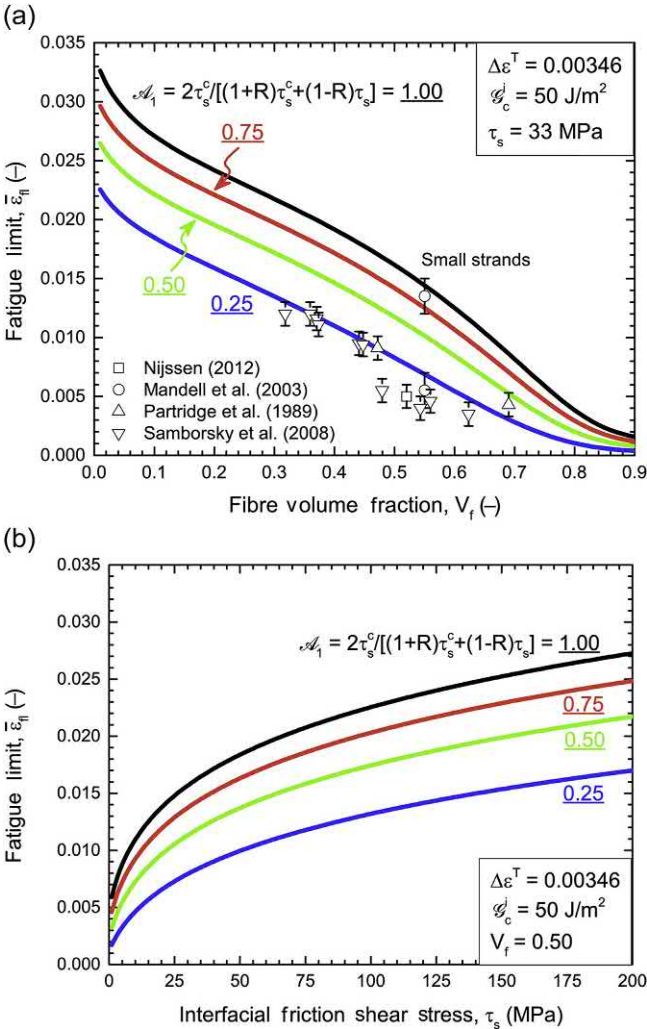 (a)
0.035
0.030
0.025
0.020
0.015
0.010
0.005
0.000
Fatigue limit, ε̅fl (–)
𝒜1 = 2τsc/[(1+R)τsc+(1-R)τs] = 1.00
0.75
0.50
0.25
ΔεT = 0.00346
𝒢ci = 50 J/m2
τs = 33 MPa
Small strands
Nijssen (2012)
Mandell et al. (2003)
Partridge et al. (1989)
Samborsky et al. (2008)
0.0 0.1 0.2 0.3 0.4 0.5 0.6 0.7 0.8 0.9
Fibre volume fraction, Vf (–)
(b)
0.035
0.030
0.025
0.020
0.015
0.010
0.005
0.000
Fatigue limit, ε̅fl (–)
𝒜1 = 2τsc/[(1+R)τsc+(1-R)τs] = 1.00
0.75
0.50
0.25
ΔεT = 0.00346
𝒢ci = 50 J/m2
Vf = 0.50
0 25 50 75 100 125 150 175 200
Interfacial friction shear stress, τs (MPa)